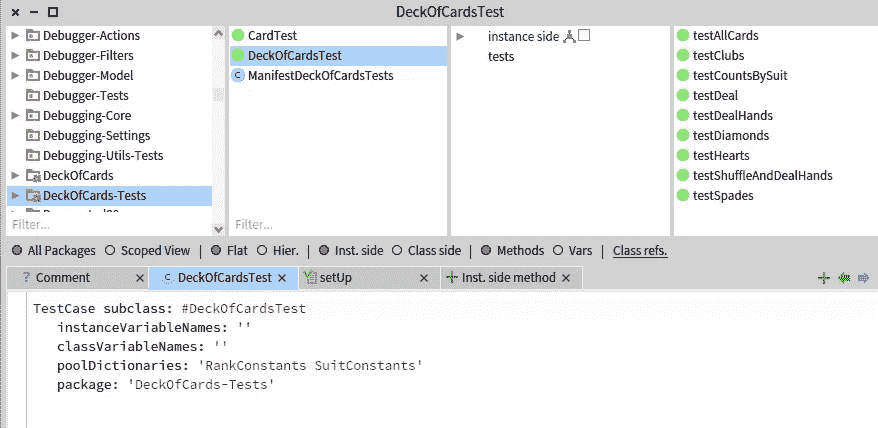 DeckOfCardsTest
Debugger-Actions
Debugger-Filters
Debugger-Model
Debugger-Tests
Debugging-Core
Debugging-Settings
Debugging-Utils-Tests
DeckOfCards
DeckOfCards-Tests
Filter...
CardTest
DeckOfCardsTest
ManifestDeckOfCardsTests
Filter...
instance side
tests
testAllCards
testClubs
testCountsBySuit
testDeal
testDealHands
testDiamonds
testHearts
testShuffleAndDealHands
testSpades
All Packages Scoped View | Flat Hier. | Inst. side Class side | Methods Vars | Class refs.
? Comment × C DeckOfCardsTest × setUp × Inst. side method ×
TestCase subclass: #DeckOfCardsTest
instanceVariableNames: ''
classVariableNames: ''
poolDictionaries: 'RankConstants SuitConstants'
package: 'DeckOfCards-Tests'